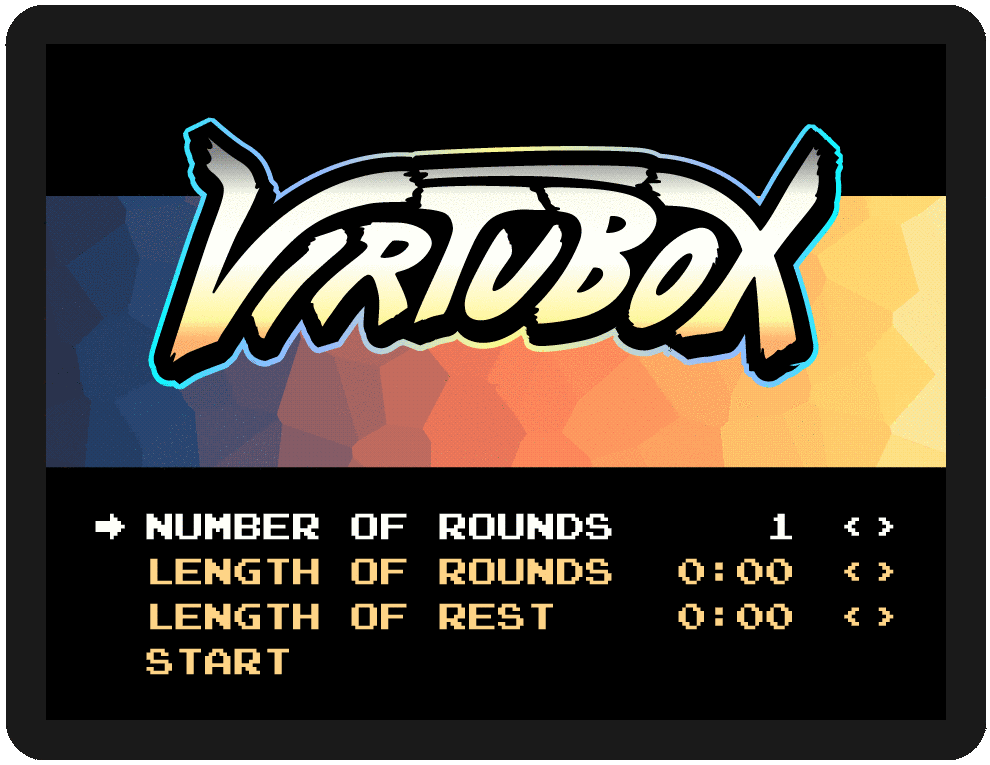 VIRTUBOX
NUMBER OF ROUNDS 1 < >
LENGTH OF ROUNDS 0:00 < >
LENGTH OF REST 0:00 < >
START